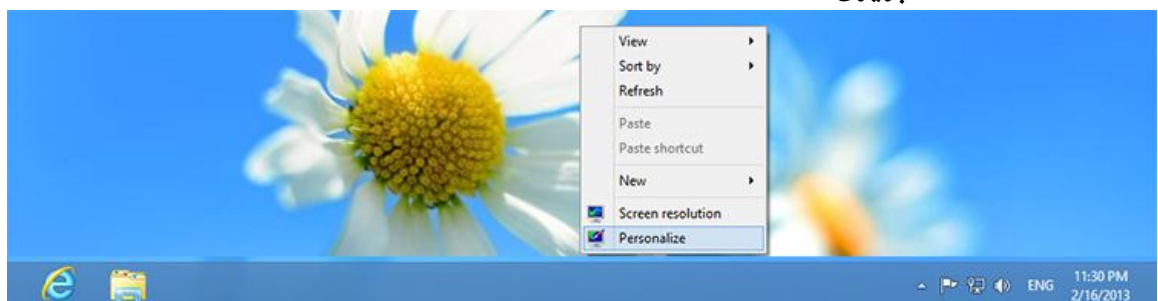 View
Sort by
Refresh
Paste
Paste shortcut
New
Screen resolution
Personalize
ENG
11:30 PM
2/16/2013